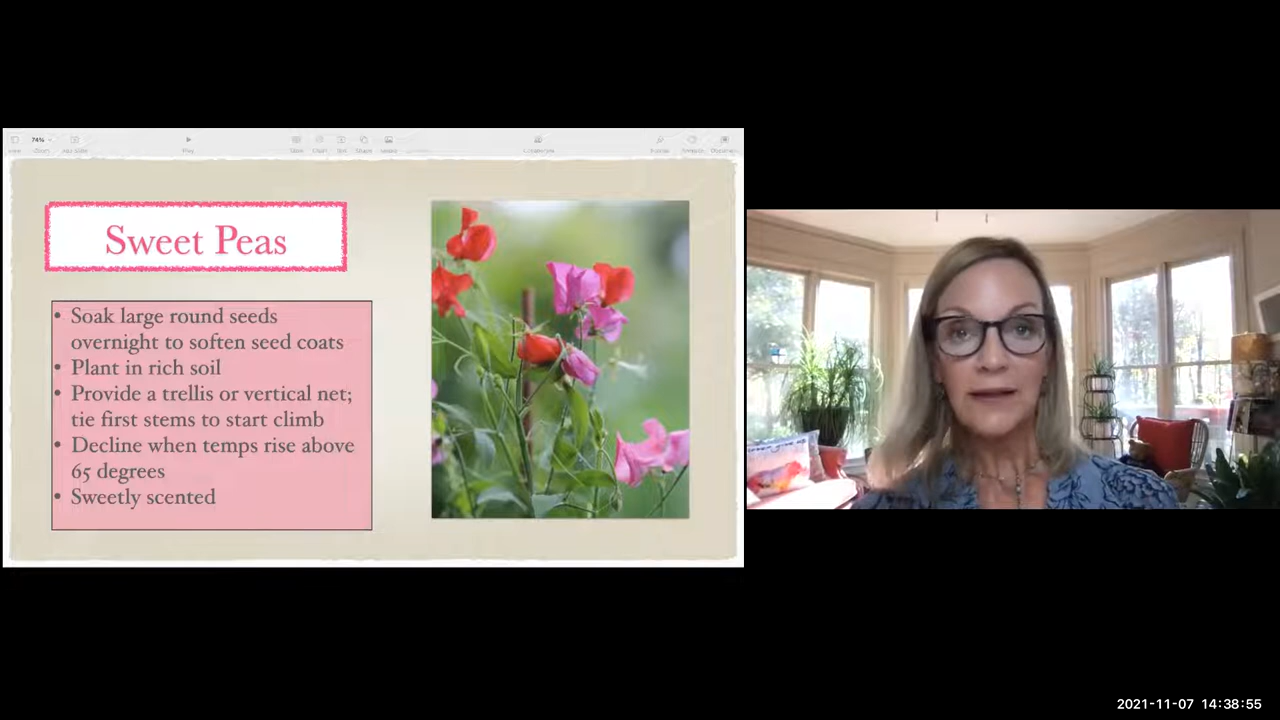 74%
Sweet Peas
• Soak large round seeds
overnight to soften seed coats
• Plant in rich soil
• Provide a trellis or vertical net;
tie first stems to start climb
• Decline when temps rise above
65 degrees
• Sweetly scented
2021-11-07 14:38:55